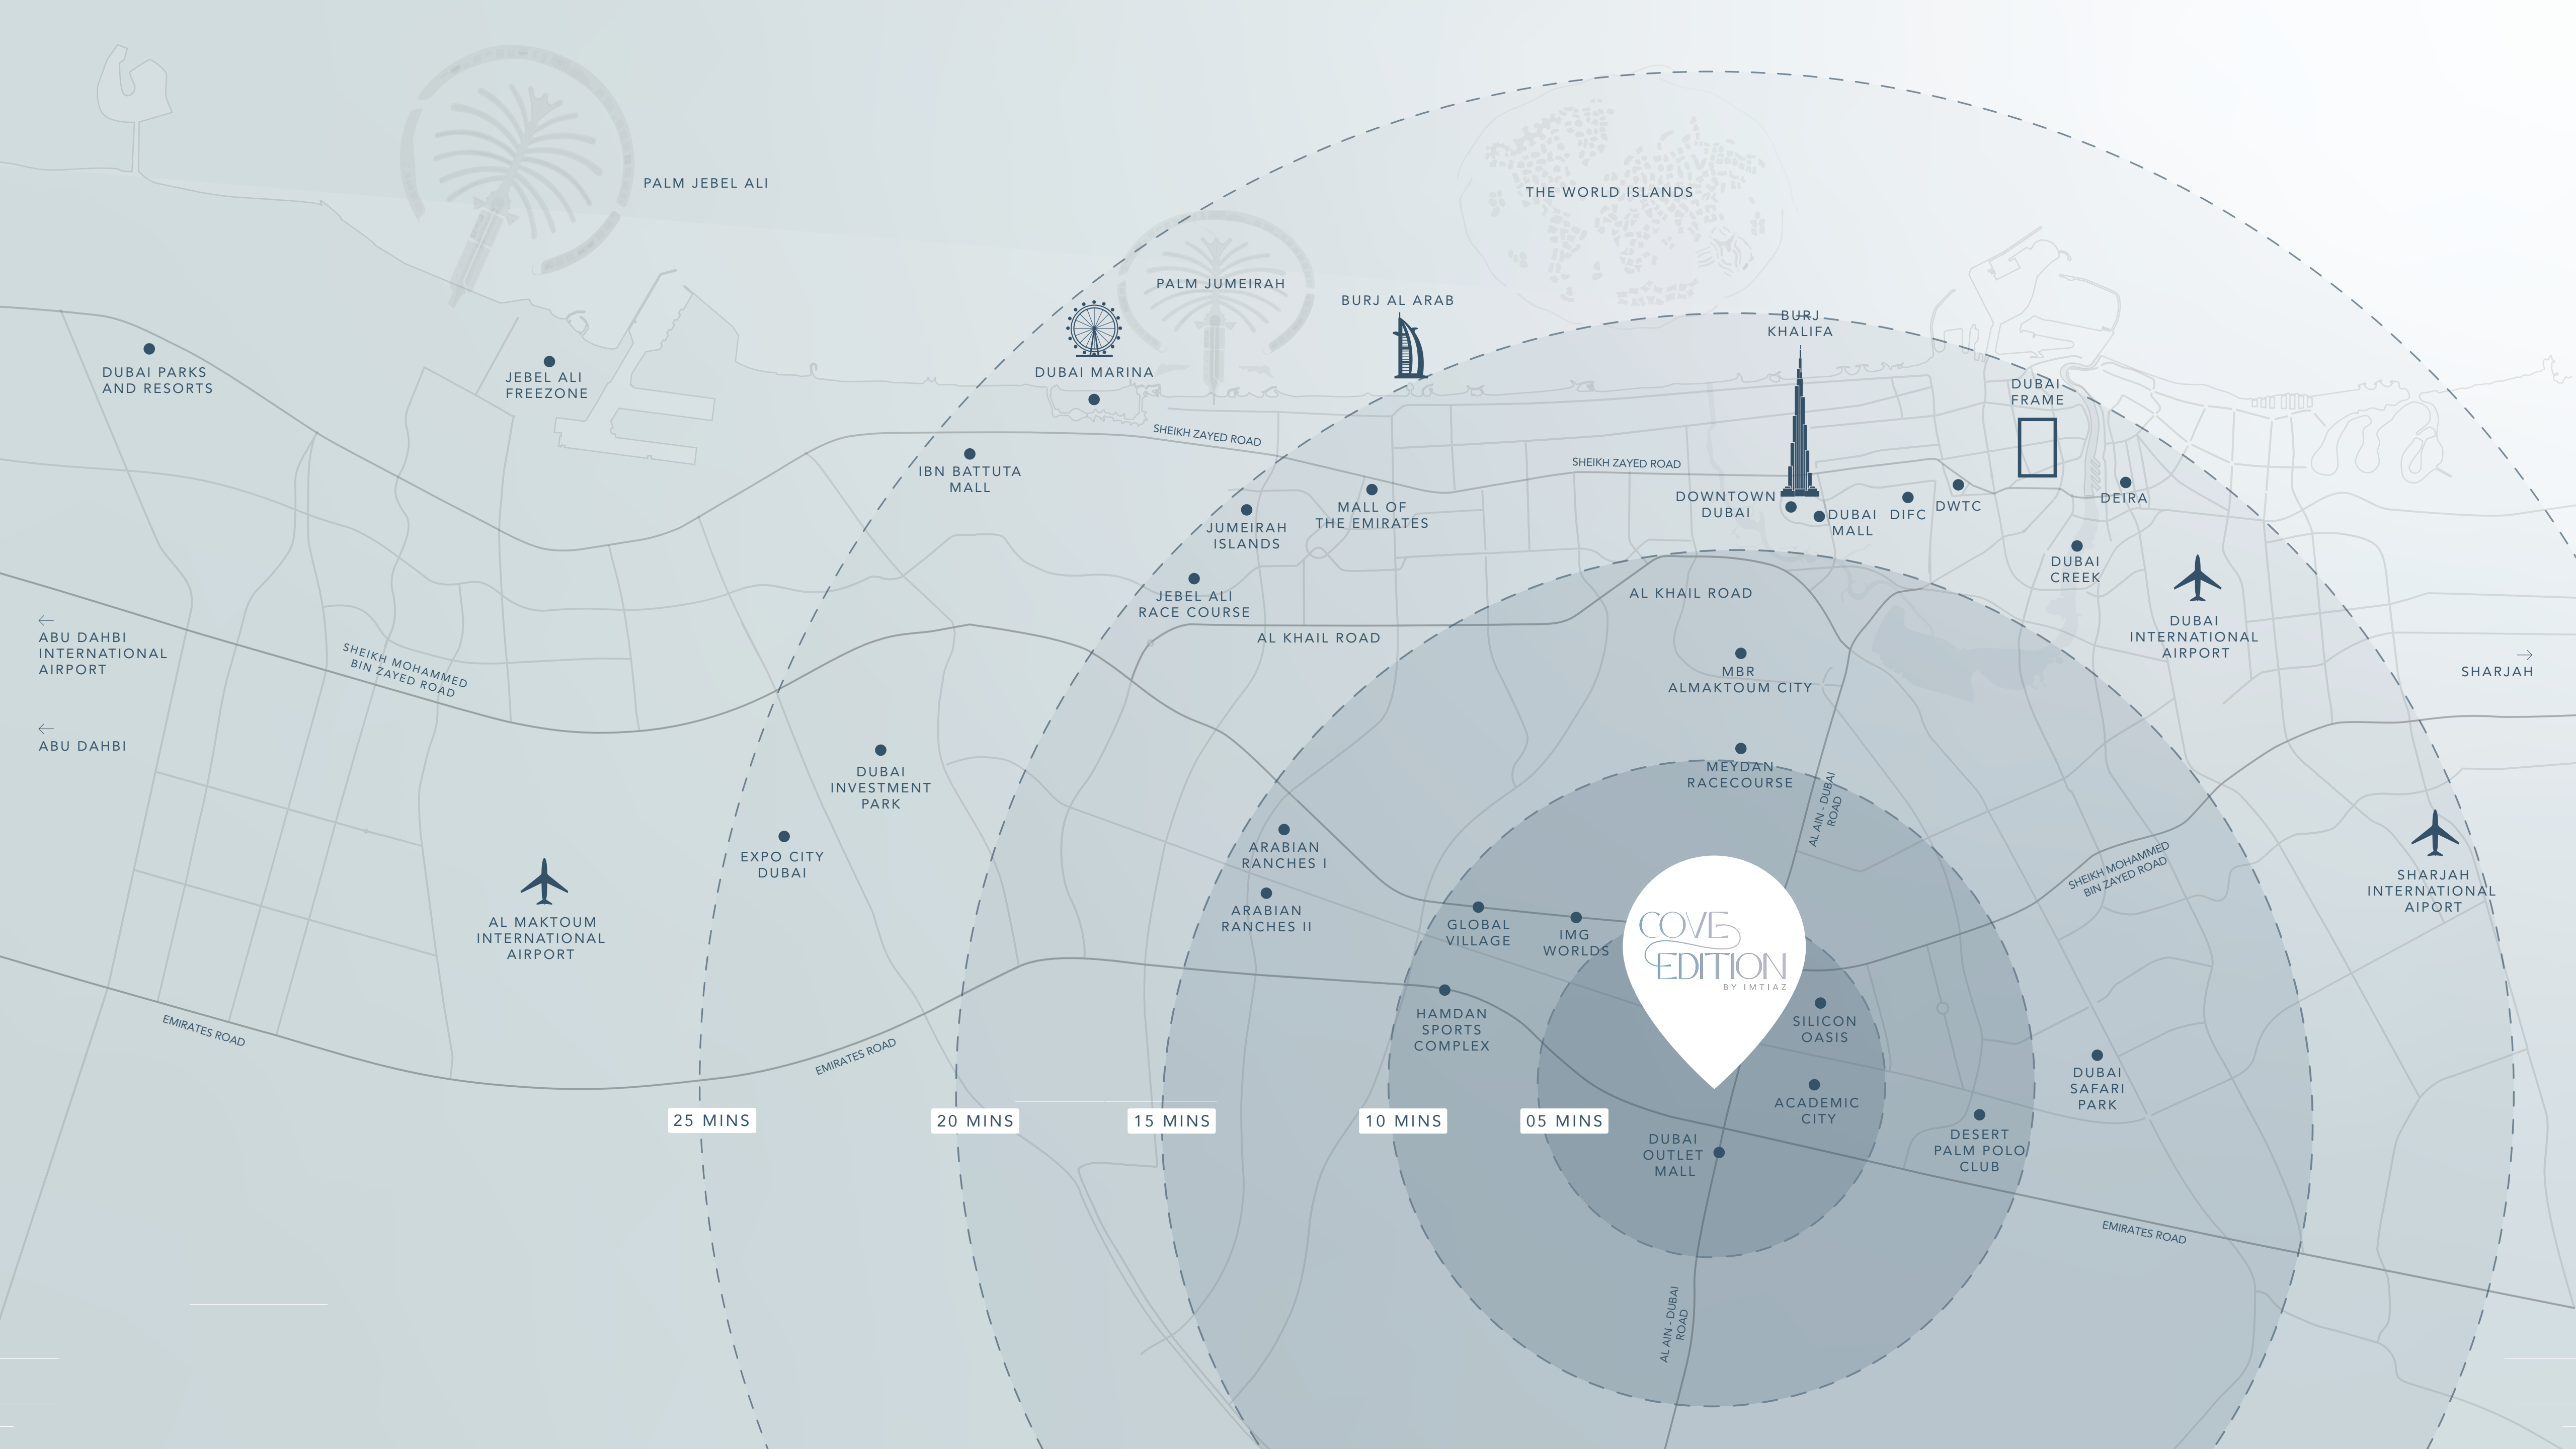 PALM JEBEL ALI
THE WORLD ISLANDS
PALM JUMEIRAH
BURJ AL ARAB
BURJ
KHALIFA
DUBAI PARKS
AND RESORTS
JEBEL ALI
FREEZONE
DUBAI MARINA
DUBAI
FRAME
SHEIKH ZAYED ROAD
SHEIKH ZAYED ROAD
IBN BATTUTA
MALL
JUMEIRAH
ISLANDS
MALL OF
THE EMIRATES
DOWNTOWN
DUBAI
DUBAI
MALL
DIFC
DWTC
DEIRA
DUBAI
CREEK
JEBEL ALI
RACE COURSE
AL KHAIL ROAD
AL KHAIL ROAD
DUBAI
INTERNATIONAL
AIRPORT
←
ABU DAHBI
INTERNATIONAL
AIRPORT
SHEIKH MOHAMMED
BIN ZAYED ROAD
→
SHARJAH
MBR
ALMAKTOUM CITY
←
ABU DAHBI
DUBAI
INVESTMENT
PARK
MEYDAN
RACECOURSE
AL AIN - DUBAI
ROAD
EXPO CITY
DUBAI
ARABIAN
RANCHES I
ARABIAN
RANCHES II
SHEIKH MOHAMMED
BIN ZAYED ROAD
SHARJAH
INTERNATIONAL
AIPORT
AL MAKTOUM
INTERNATIONAL
AIRPORT
GLOBAL
VILLAGE
IMG
WORLDS
COVE
EDITION
BY IMTIAZ
HAMDAN
SPORTS
COMPLEX
SILICON
OASIS
EMIRATES ROAD
EMIRATES ROAD
DUBAI
SAFARI
PARK
ACADEMIC
CITY
25 MINS
20 MINS
15 MINS
10 MINS
05 MINS
DUBAI
OUTLET
MALL
DESERT
PALM POLO
CLUB
EMIRATES ROAD
AL AIN - DUBAI
ROAD